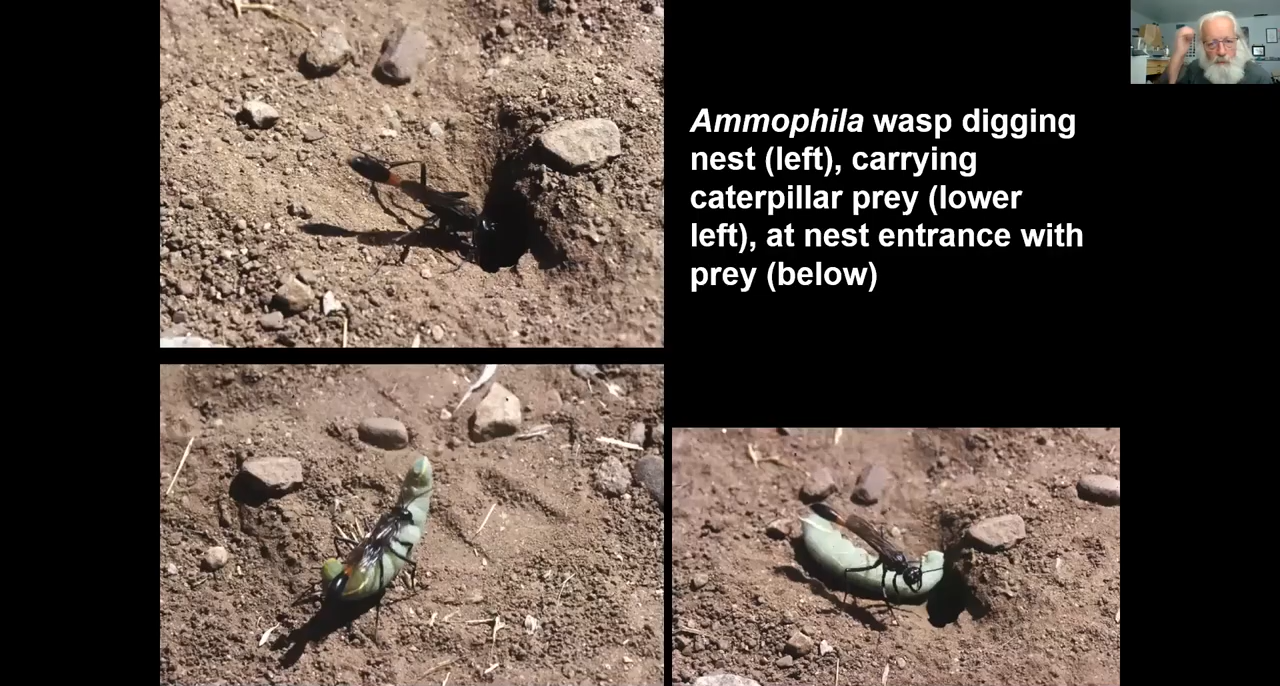 Ammophila wasp digging
nest (left), carrying
caterpillar prey (lower
left), at nest entrance with
prey (below)